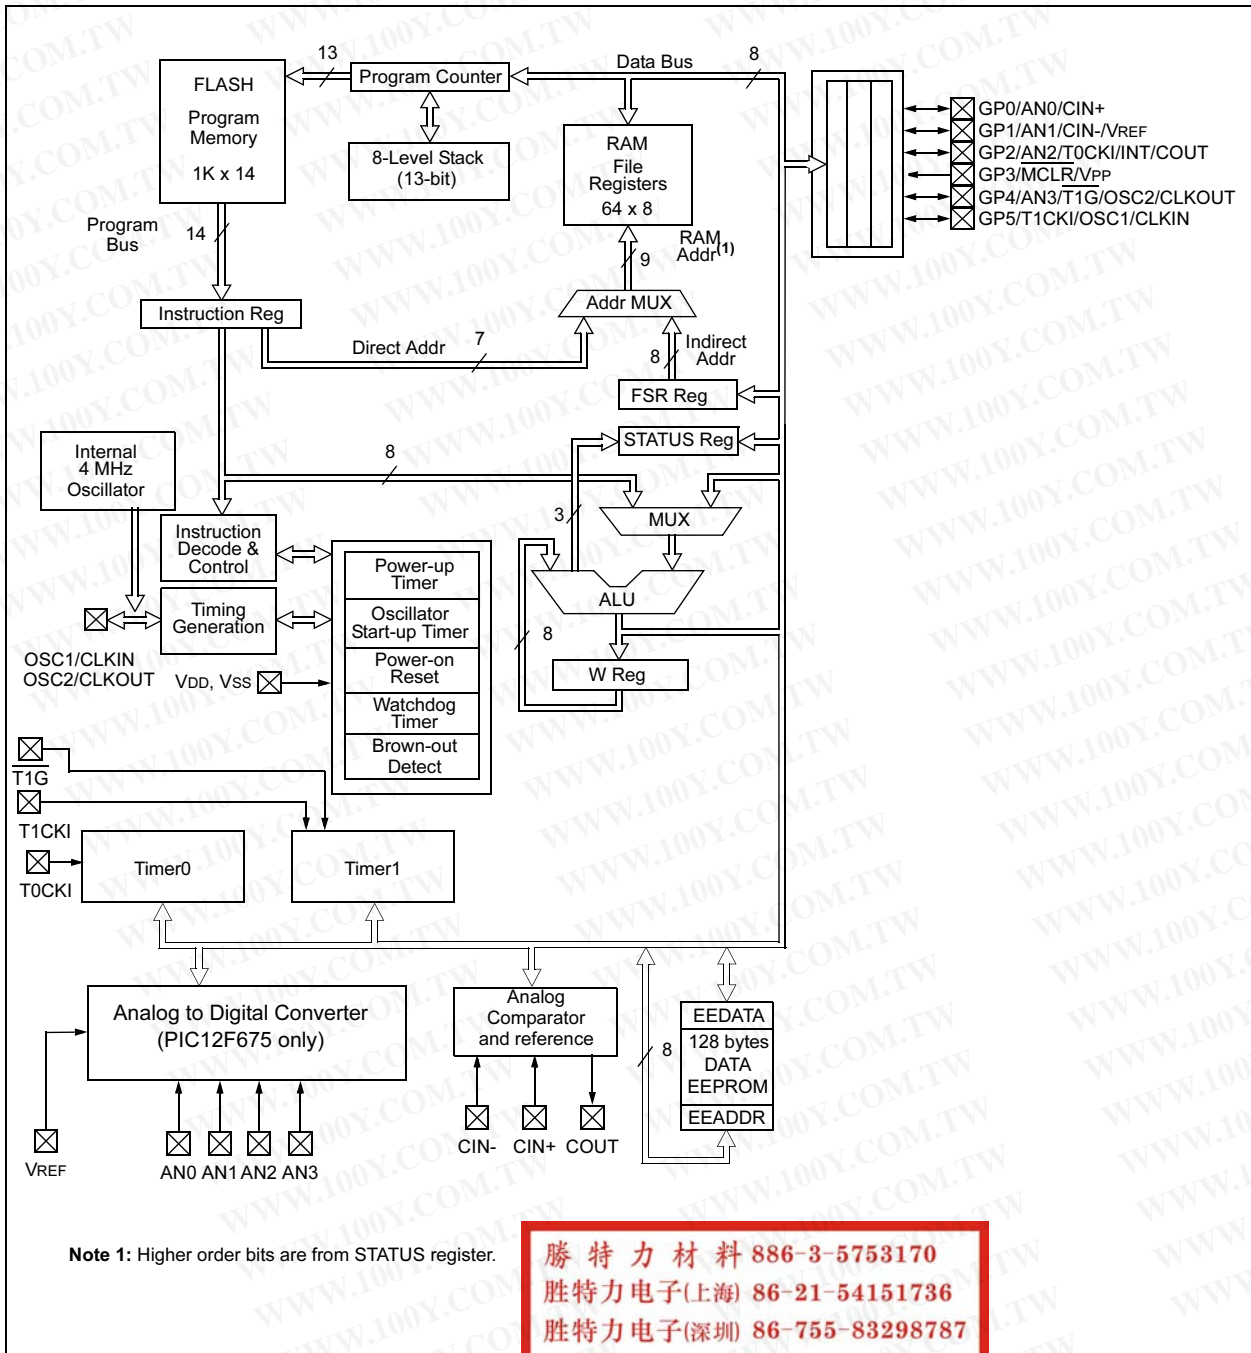 13
Data Bus
8
FLASH
Program
Memory
1K x 14
Program Counter
8-Level Stack
(13-bit)
RAM
File
Registers
64 x 8
GP0/AN0/CIN+
GP1/AN1/CIN-/VREF
GP2/AN2/T0CKI/INT/COUT
GP3/MCLR/VPP
GP4/AN3/T1G/OSC2/CLKOUT
GP5/T1CKI/OSC1/CLKIN
Program
Bus
14
RAM
Addr(1)
9
Addr MUX
Instruction Reg
Direct Addr
7
Indirect
Addr
8
FSR Reg
STATUS Reg
Internal
4 MHz
Oscillator
8
3
MUX
Instruction
Decode &
Control
Power-up
Timer
ALU
Timing
Generation
Oscillator
Start-up Timer
8
OSC1/CLKIN
OSC2/CLKOUT
VDD, VSS
Power-on
Reset
W Reg
Watchdog
Timer
Brown-out
Detect
T1G
T1CKI
T0CKI
Timer0
Timer1
Analog to Digital Converter
(PIC12F675 only)
Analog
Comparator
and reference
EEDATA
128 bytes
DATA
EEPROM
EEADDR
8
VREF
AN0 AN1 AN2 AN3
CIN- CIN+ COUT
Note 1: Higher order bits are from STATUS register.
勝 特 力 材 料 886-3-5753170
胜特力电子(上海) 86-21-54151736
胜特力电子(深圳) 86-755-83298787
WWW.100Y.COM.TW